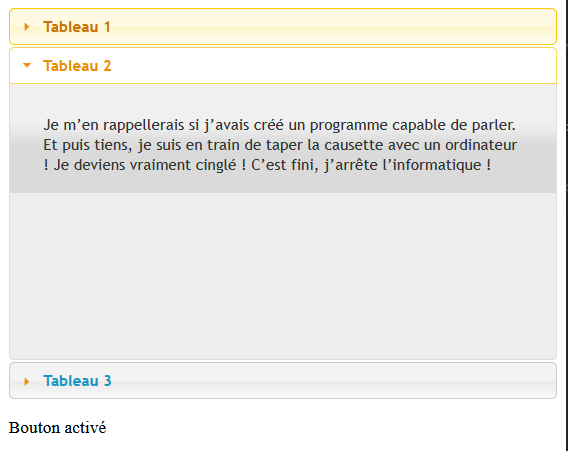 Tableau 1
Tableau 2
Je m’en rappellerais si j’avais créé un programme capable de parler.
Et puis tiens, je suis en train de taper la causette avec un ordinateur
! Je deviens vraiment cinglé ! C’est fini, j’arrête l’informatique !
Tableau 3
Bouton activé